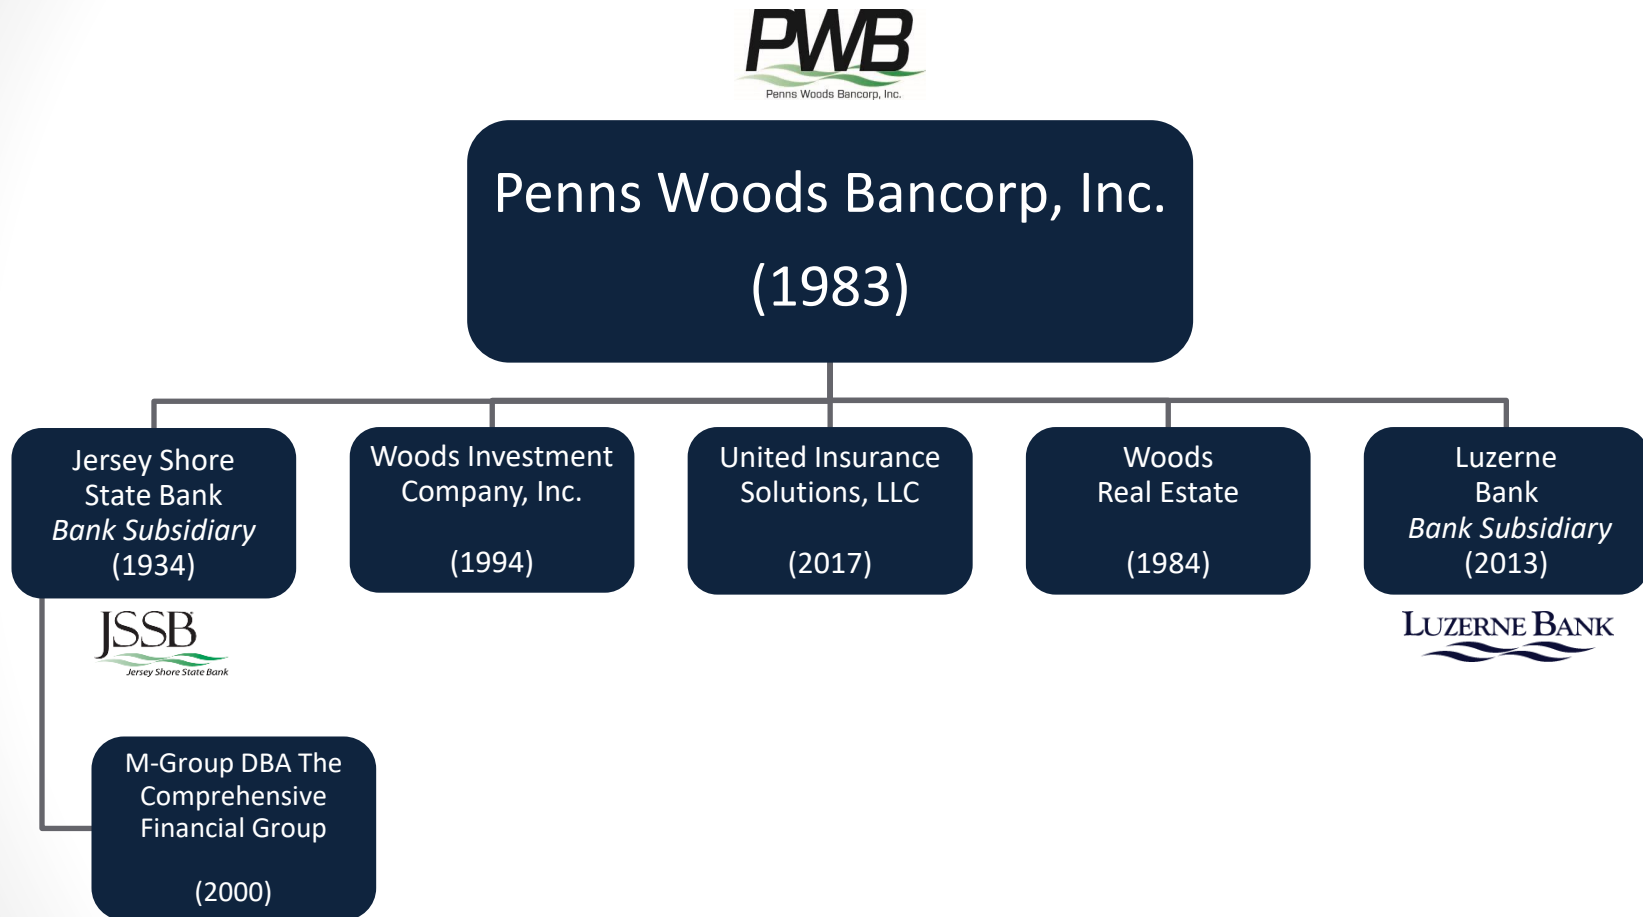 PWB
Penns Woods Bancorp, Inc.
Penns Woods Bancorp, Inc.
(1983)
Jersey Shore
State Bank
Bank Subsidiary
(1934)
Woods Investment
Company, Inc.
(1994)
United Insurance
Solutions, LLC
(2017)
Woods
Real Estate
(1984)
Luzerne
Bank
Bank Subsidiary
(2013)
JSSB
Jersey Shore State Bank
LUZERNE BANK
M-Group DBA The
Comprehensive
Financial Group
(2000)